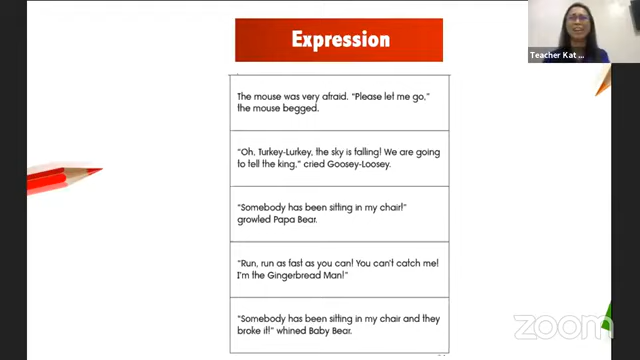 Expression
Teacher Kat ...
The mouse was very afraid. "Please let me go,"
the mouse begged.
"Oh, Turkey-Lurkey, the sky is falling! We are going
to tell the king," cried Goosey-Loosey.
"Somebody has been sitting in my chair!"
growled Papa Bear.
"Run, run as fast as you can! You can't catch me!
I'm the Gingerbread Man!"
"Somebody has been sitting in my chair and they
broke it!" whined Baby Bear.
zoom